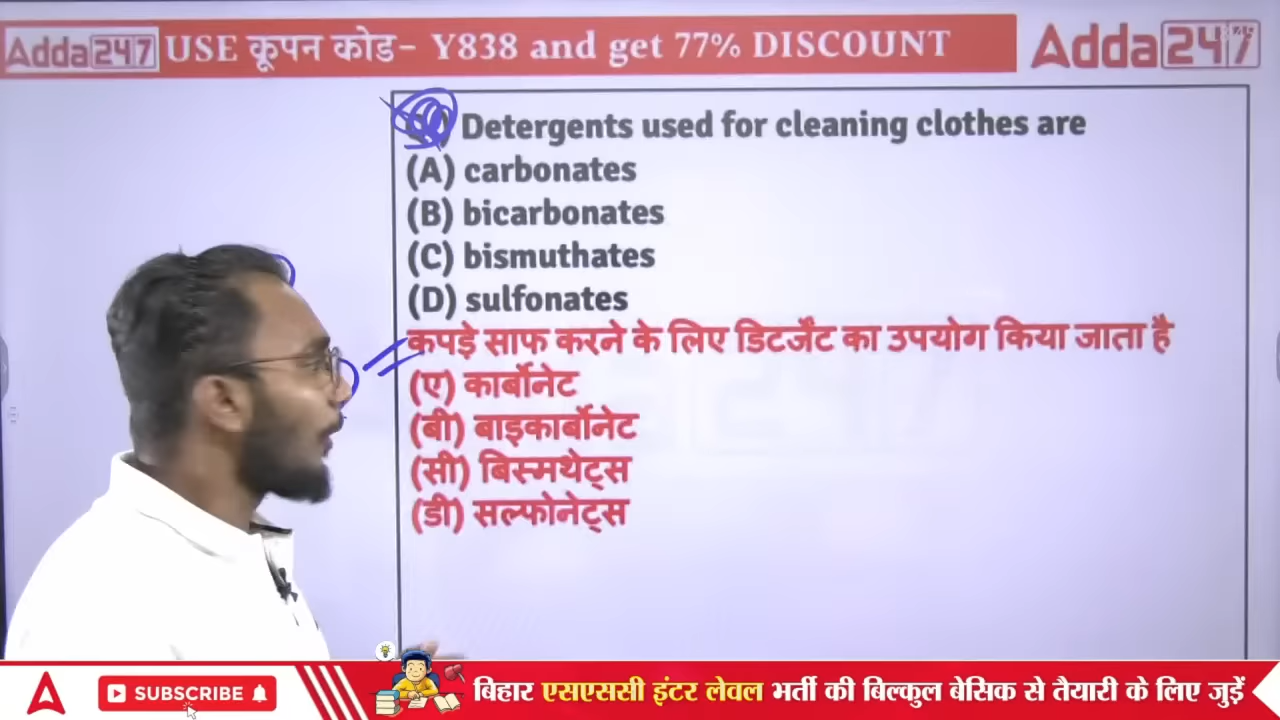 Adda247 USE कूपन कोड- Y838 and get 77% DISCOUNT
Adda247
Detergents used for cleaning clothes are
(A) carbonates
(B) bicarbonates
(C) bismuthates
(D) sulfonates
कपड़े साफ करने के लिए डिटर्जेंट का उपयोग किया जाता है
(ए) कार्बोनेट
(बी) बाइकार्बोनेट
(सी) बिस्मथेट्स
(डी) सल्फोनेट्स
SUBSCRIBE
बिहार एसएससी इंटर लेवल भर्ती की बिल्कुल बेसिक से तैयारी के लिए जुड़ें